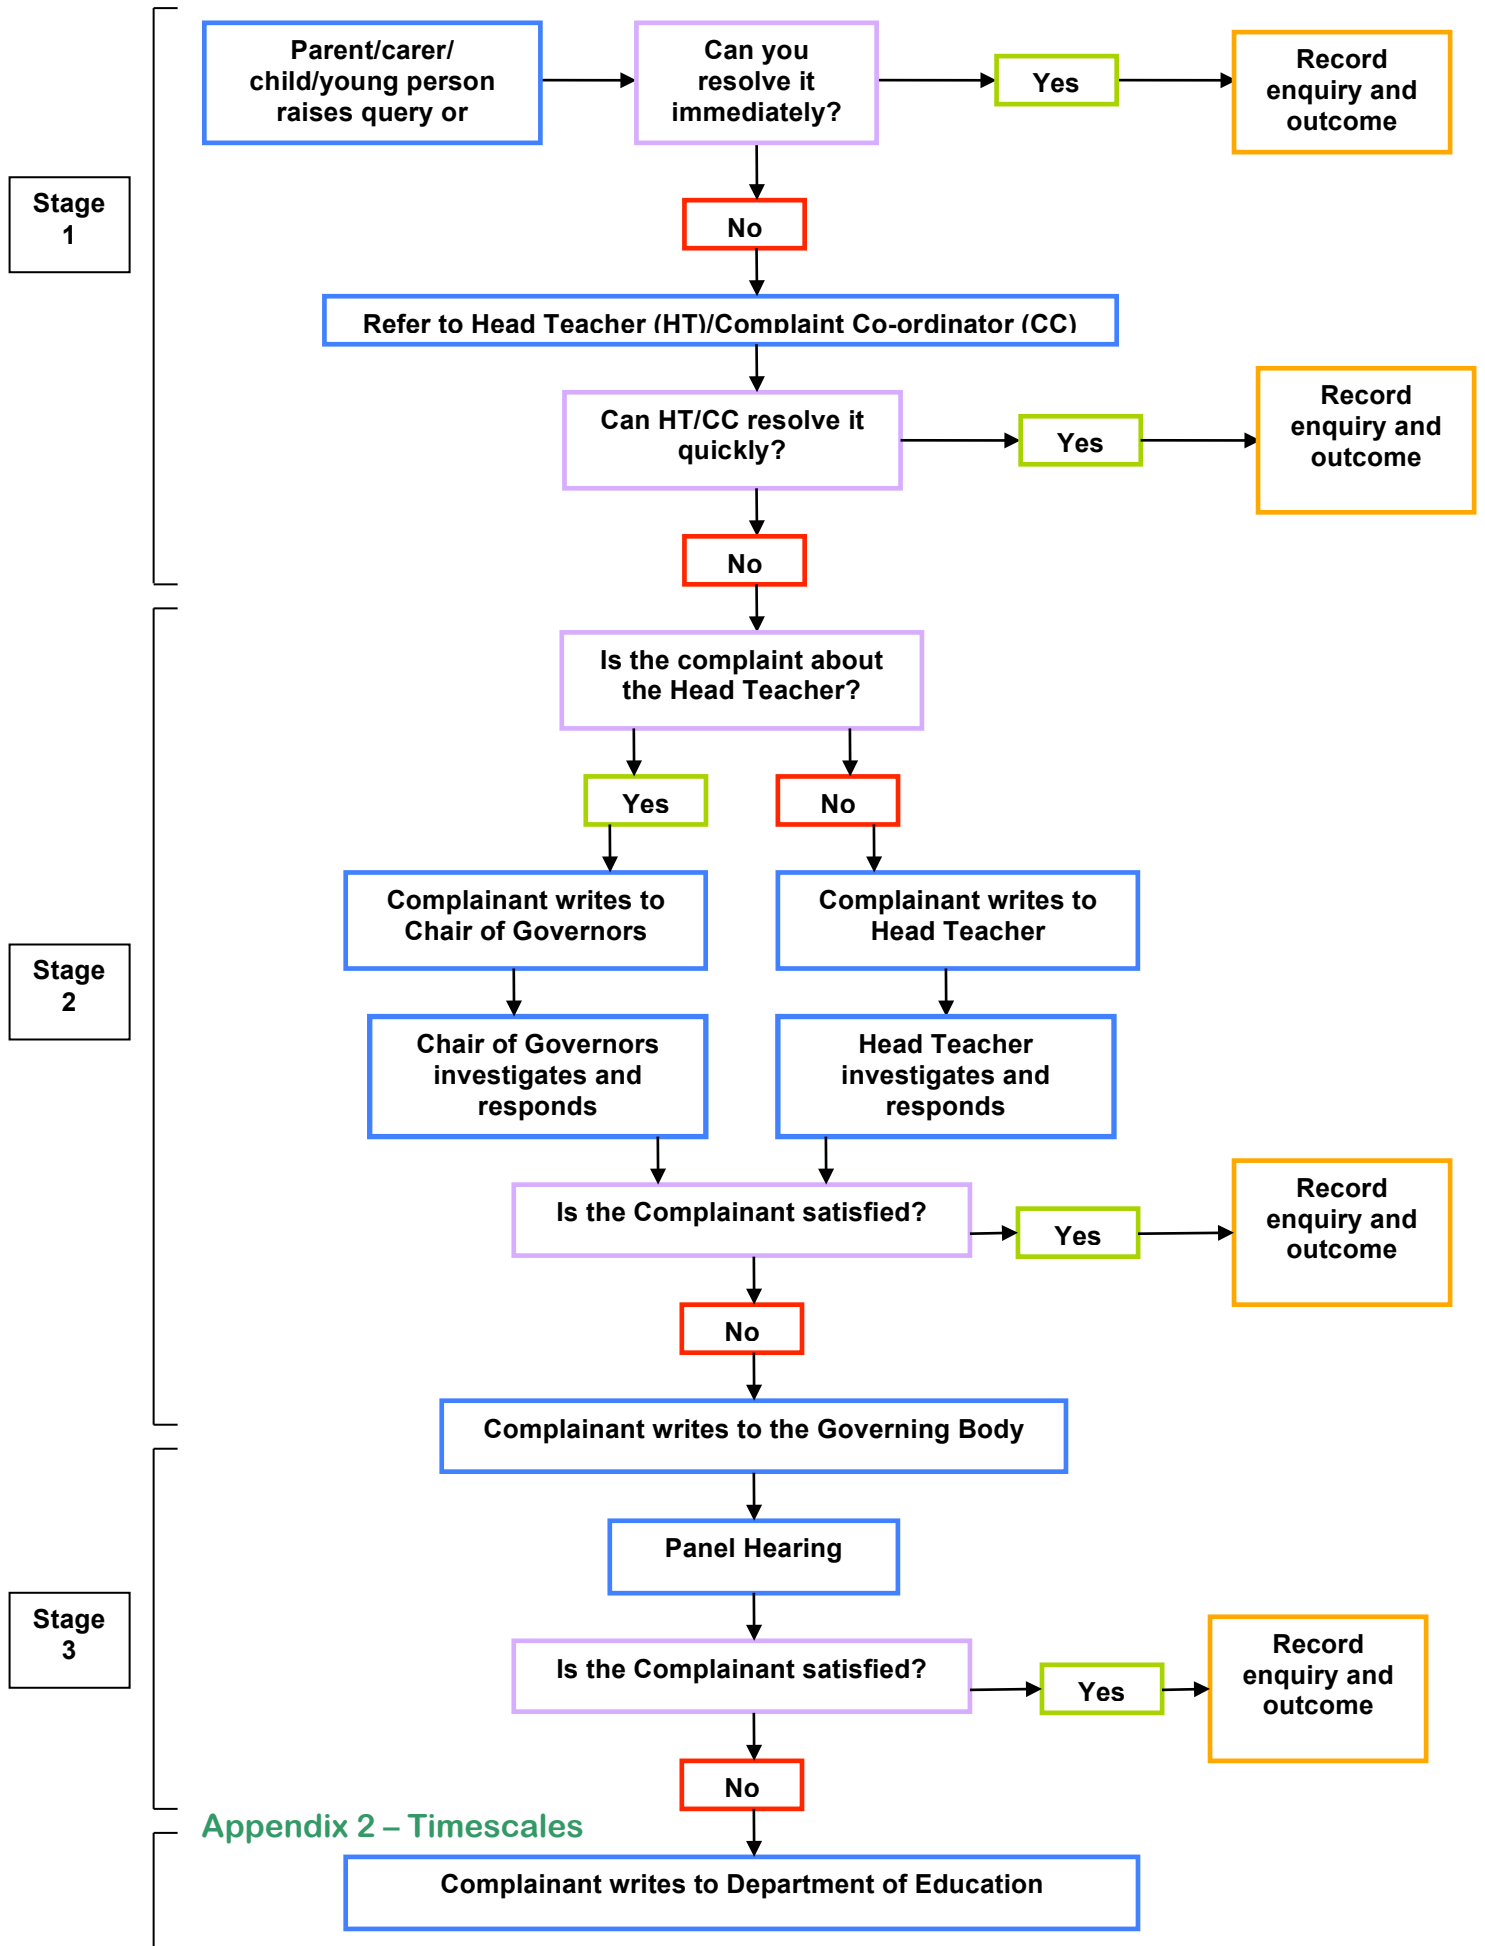 Parent/carer/
child/young person
raises query or
Can you
resolve it
immediately?
Yes
Record
enquiry and
outcome
Stage
1
No
Refer to Head Teacher (HT)/Complaint Co-ordinator (CC)
Can HT/CC resolve it
quickly?
Yes
Record
enquiry and
outcome
No
Is the complaint about
the Head Teacher?
Yes
No
Complainant writes to
Chair of Governors
Complainant writes to
Head Teacher
Stage
2
Chair of Governors
investigates and
responds
Head Teacher
investigates and
responds
Is the Complainant satisfied?
Yes
Record
enquiry and
outcome
No
Complainant writes to the Governing Body
Panel Hearing
Stage
3
Is the Complainant satisfied?
Yes
Record
enquiry and
outcome
No
Appendix 2 – Timescales
Complainant writes to Department of Education